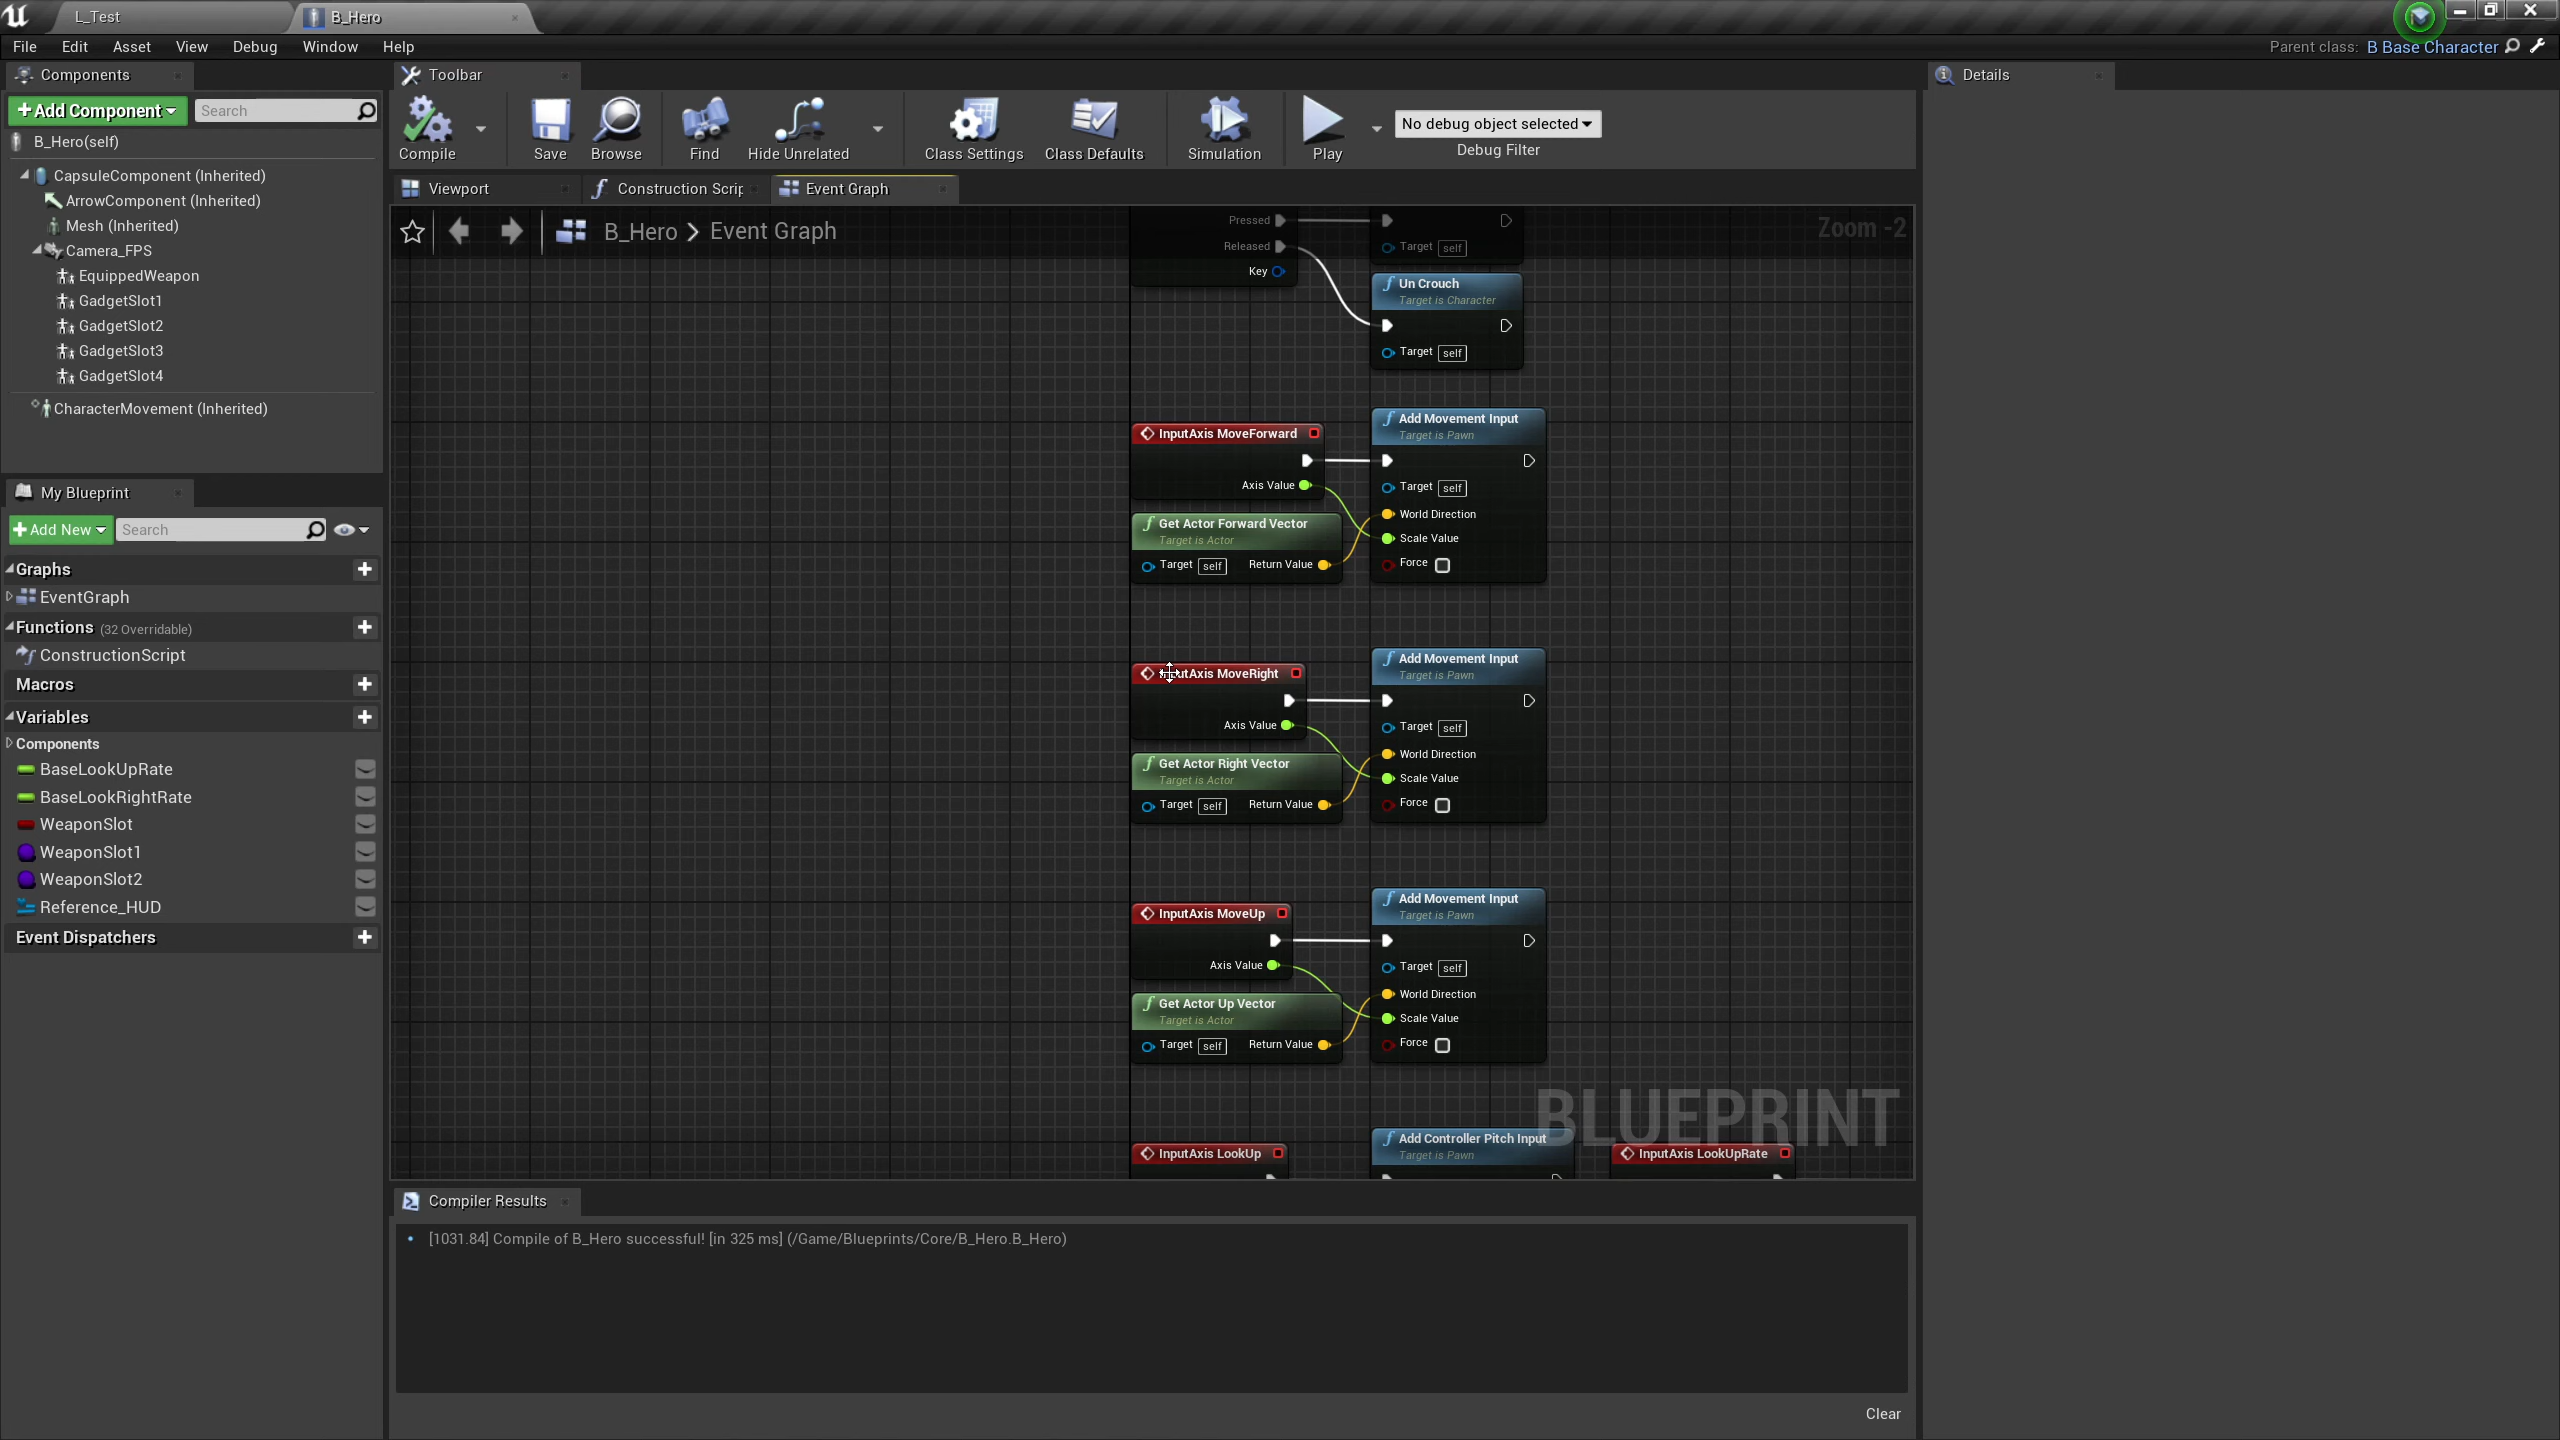 L_Test
B_Hero
File Edit Asset View Debug Window Help
Parent class: B Base Character
Components
Add Component
Search
B_Hero(self)
CapsuleComponent (Inherited)
ArrowComponent (Inherited)
Mesh (Inherited)
Camera_FPS
EquippedWeapon
GadgetSlot1
GadgetSlot2
GadgetSlot3
GadgetSlot4
CharacterMovement (Inherited)
My Blueprint
Add New
Search
Graphs
EventGraph
Functions (32 Overridable)
ConstructionScript
Macros
Variables
Components
BaseLookUpRate
BaseLookRightRate
WeaponSlot
WeaponSlot1
WeaponSlot2
Reference_HUD
Event Dispatchers
Toolbar
Compile
Save
Browse
Find
Hide Unrelated
Class Settings
Class Defaults
Simulation
Play
No debug object selected
Debug Filter
Viewport
Construction Scrip
Event Graph
B_Hero > Event Graph
Zoom -2
Pressed
Released
Key
Target self
Un Crouch
Target is Character
Target self
InputAxis MoveForward
Axis Value
Get Actor Forward Vector
Target is Actor
Target self Return Value
Add Movement Input
Target is Pawn
Target self
World Direction
Scale Value
Force
InputAxis MoveRight
Axis Value
Get Actor Right Vector
Target is Actor
Target self Return Value
Add Movement Input
Target is Pawn
Target self
World Direction
Scale Value
Force
InputAxis MoveUp
Axis Value
Get Actor Up Vector
Target is Actor
Target self Return Value
Add Movement Input
Target is Pawn
Target self
World Direction
Scale Value
Force
InputAxis LookUp
Add Controller Pitch Input
Target is Pawn
InputAxis LookUpRate
BLUEPRINT
Compiler Results
[1031.84] Compile of B_Hero successful! [in 325 ms] (/Game/Blueprints/Core/B_Hero.B_Hero)
Clear
Details